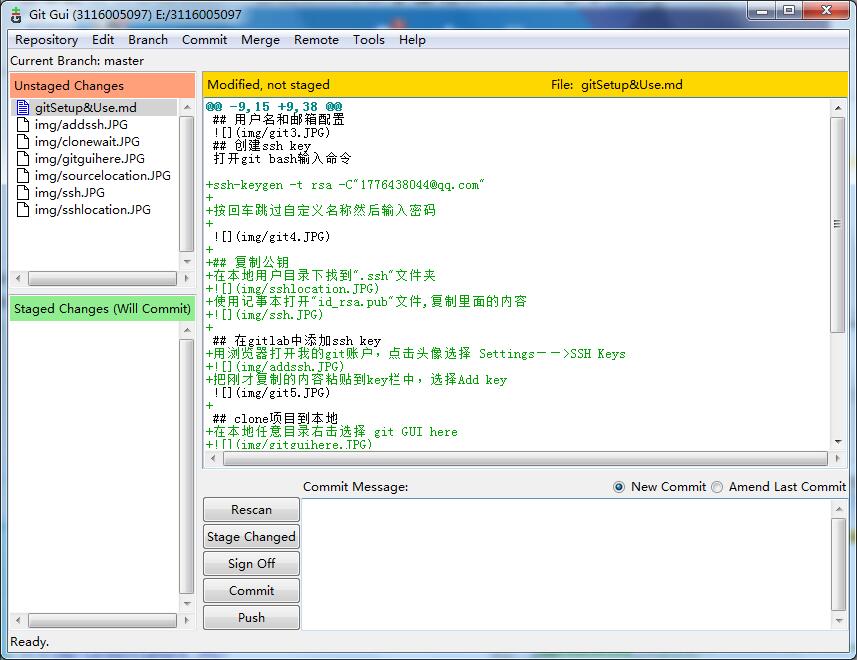 Git Gui (3116005097) E:/3116005097
Repository Edit Branch Commit Merge Remote Tools Help
Current Branch: master
Unstaged Changes
gitSetup&Use.md
img/addssh.JPG
img/clonewait.JPG
img/gitguihere.JPG
img/sourcelocation.JPG
img/ssh.JPG
img/sshlocation.JPG
Staged Changes (Will Commit)
Modified, not staged File: gitSetup&Use.md
@@ -9,15 +9,38 @@
## 用户名和邮箱配置
![](img/git3.JPG)
## 创建ssh key
打开git bash输入命令
+ssh-keygen -t rsa -C"1776438044@qq.com"
+
+按回车跳过自定义名称然后输入密码
+
![](img/git4.JPG)
+
+## 复制公钥
+在本地用户目录下找到".ssh"文件夹
+![](img/sshlocation.JPG)
+使用记事本打开"id_rsa.pub"文件,复制里面的内容
+![](img/ssh.JPG)
+
## 在gitlab中添加ssh key
+用浏览器打开我的git账户，点击头像选择 Settings－－>SSH Keys
+![](img/addssh.JPG)
+把刚才复制的内容粘贴到key栏中，选择Add key
![](img/git5.JPG)
+
## clone项目到本地
+在本地任意目录右击选择 git GUI here
+![](img/gitguihere.JPG)
Commit Message: New Commit Amend Last Commit
Rescan
Stage Changed
Sign Off
Commit
Push
Ready.